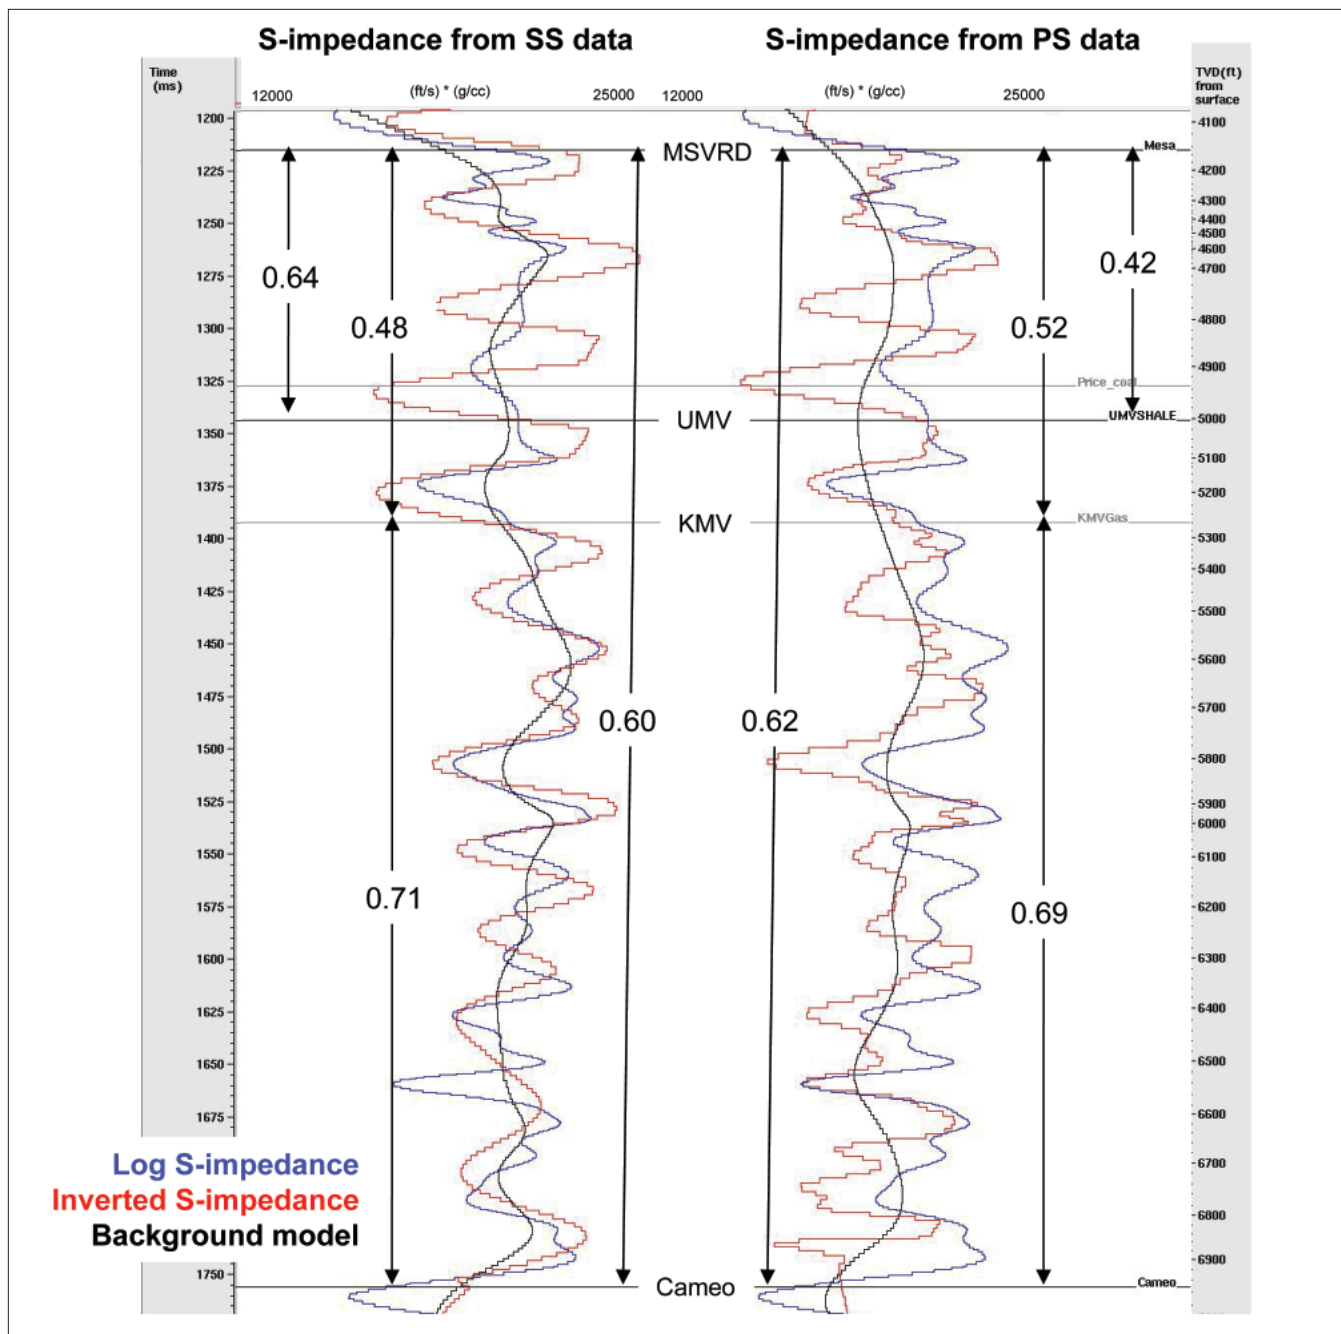 S-impedance from SS data
S-impedance from PS data
Time
(ms)
12000
(ft/s) * (g/cc)
25000
12000
(ft/s) * (g/cc)
25000
TVD(ft)
from
surface
1200
1225
1250
1275
1300
1325
1350
1375
1400
1425
1450
1475
1500
1525
1550
1575
1600
1625
1650
1675
1750
MSVRD
Mesa
0.64
0.48
0.52
0.42
Price_coal
UMV
UMVSHALE
KMV
KMVGas
0.60
0.62
0.71
0.69
Cameo
Cameo
4100
4200
4300
4400
4500
4600
4700
4800
4900
5000
5100
5200
5300
5400
5500
5600
5700
5800
5900
6000
6100
6200
6300
6400
6500
6600
6700
6800
6900
Log S-impedance
Inverted S-impedance
Background model